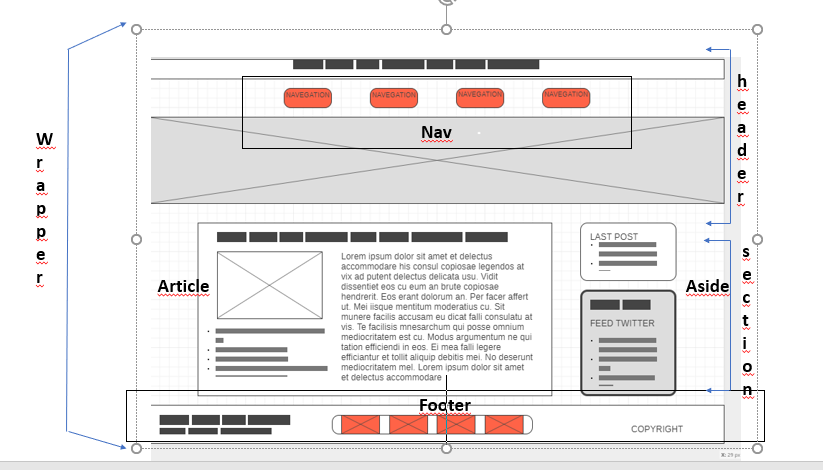 NAVEGATION NAVEGATION NAVEGATION NAVEGATION
Nav
header
Wrapper
LAST POST
section
Article
Aside
Lorem ipsum dolor sit amet et delectus
accommodare his consul copiosae legendos at
vix ad putent delectus delicata usu. Vidit
dissentiet eos cu eum an brute copiosae
hendrerit. Eos erant dolorum an. Per facer affert
ut. Mei iisque mentitum moderatius cu. Sit
munere facilis accusam eu dicat falli consulatu at
vis. Te facilisis mnesarchum qui posse omnium
mediocritatem est cu. Modus argumentum ne qui
tation efficiendi in eos. Ei mea falli legere
efficiantur et tollit aliquip debitis mei. No deserunt
mediocritatem mel. Lorem ipsum dolor sit amet
et delectus accommodare
FEED TWITTER
Footer
COPYRIGHT
X: 29 px